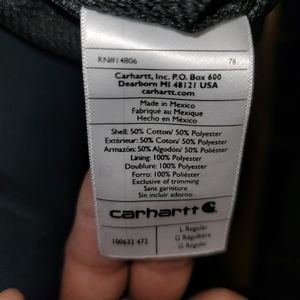 RN#14806 78
Carhartt, Inc. P.O. Box 600
Dearborn MI 48121 USA
carhartt.com
Made in Mexico
Fabriqué au Mexique
Hecho en México
Shell: 50% Cotton/ 50% Polyester
Extérieur: 50% Coton/ 50% Polyester
Armazón: 50% Algodón/ 50% Poliéster
Lining: 100% Polyester
Doublure: 100% Polyester
Forro: 100% Poliéster
Exclusive of trimming
Sans garniture
Sin incluir adorno
carhartt
100632 472
L Regular
G Régulière
G Regular